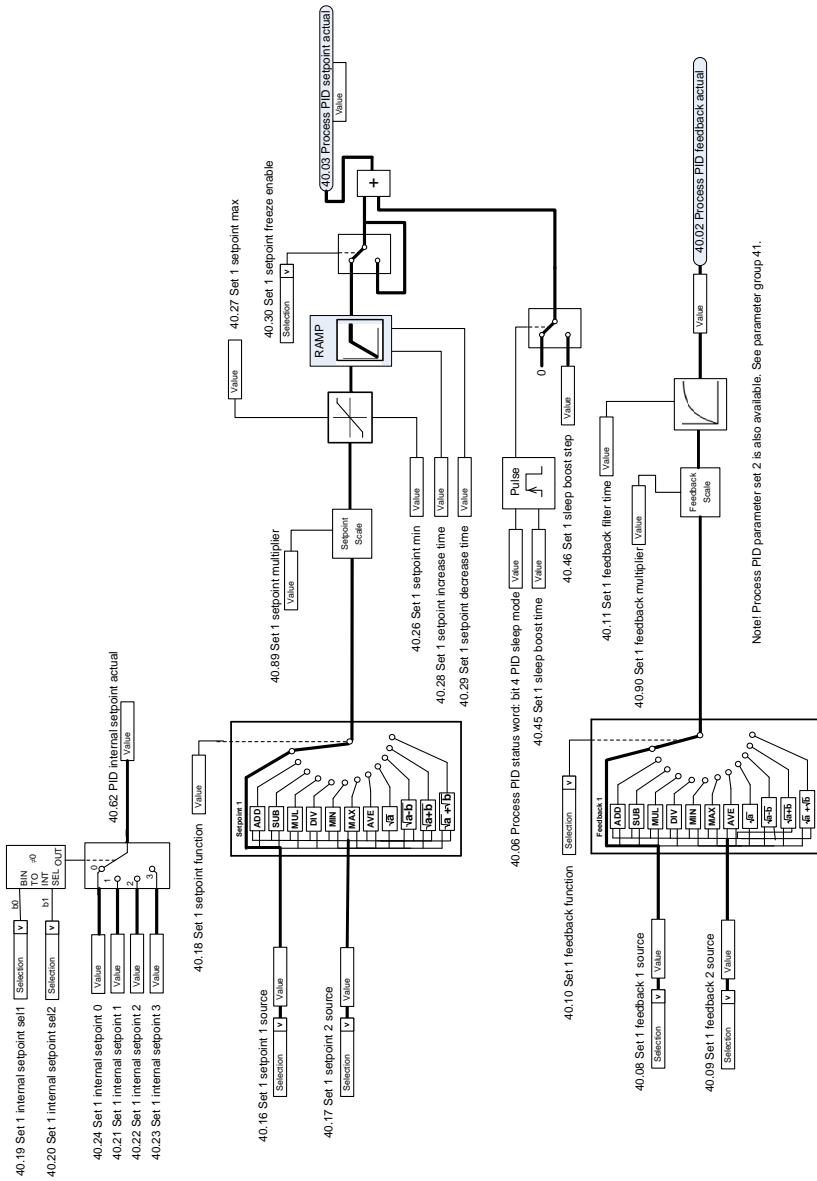 40.19 Set 1 internal setpoint sel1
Selection
v
b0
40.20 Set 1 internal setpoint sel2
Selection
v
b1
BIN
TO
INT
SEL OUT
≠0
40.24 Set 1 internal setpoint 0
Value
0
40.21 Set 1 internal setpoint 1
Value
1
40.22 Set 1 internal setpoint 2
Value
2
40.23 Set 1 internal setpoint 3
Value
3
40.62 PID internal setpoint actual
Value
40.18 Set 1 setpoint function
Value
40.16 Set 1 setpoint 1 source
Selection
v
Value
40.17 Set 1 setpoint 2 source
Selection
v
Value
Setpoint 1
ADD
SUB
MUL
DIV
MIN
MAX
AVE
√a
√a-b
√a+b
√a +√b
40.89 Set 1 setpoint multiplier
Value
Setpoint
Scale
40.27 Set 1 setpoint max
Value
40.26 Set 1 setpoint min
Value
40.28 Set 1 setpoint increase time
Value
40.29 Set 1 setpoint decrease time
Value
RAMP
40.30 Set 1 setpoint freeze enable
Selection
v
+
40.03 Process PID setpoint actual
Value
40.06 Process PID status word: bit 4 PID sleep mode
Value
40.45 Set 1 sleep boost time
Value
Pulse
0
40.46 Set 1 sleep boost step
Value
40.10 Set 1 feedback function
Selection
v
40.08 Set 1 feedback 1 source
Selection
v
Value
40.09 Set 1 feedback 2 source
Selection
v
Value
Feedback 1
ADD
SUB
MUL
DIV
MIN
MAX
AVE
√a
√a-b
√a+b
√a +√b
40.90 Set 1 feedback multiplier
Value
Feedback
Scale
40.11 Set 1 feedback filter time
Value
Value
40.02 Process PID feedback actual
Note! Process PID parameter set 2 is also available. See parameter group 41.